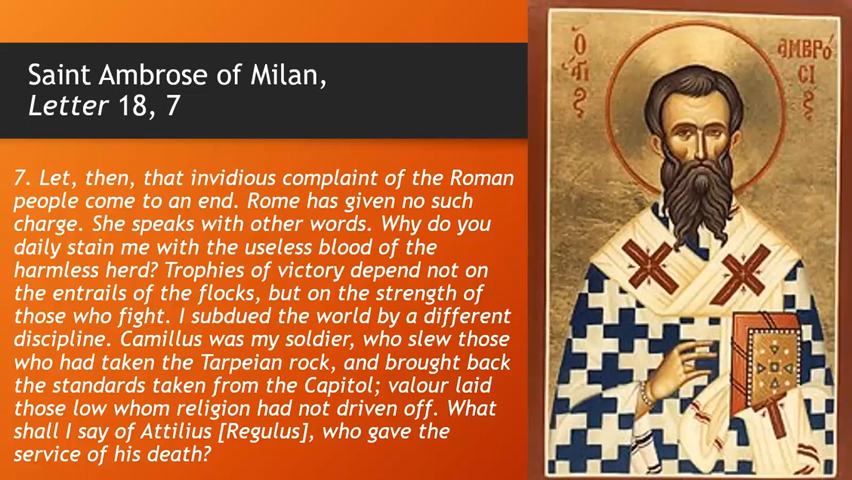 Saint Ambrose of Milan,
Letter 18, 7
7. Let, then, that invidious complaint of the Roman
people come to an end. Rome has given no such
charge. She speaks with other words. Why do you
daily stain me with the useless blood of the
harmless herd? Trophies of victory depend not on
the entrails of the flocks, but on the strength of
those who fight. I subdued the world by a different
discipline. Camillus was my soldier, who slew those
who had taken the Tarpeian rock, and brought back
the standards taken from the Capitol; valour laid
those low whom religion had not driven off. What
shall I say of Attilius [Regulus], who gave the
service of his death?
ΑΜΒΡό
СΙ